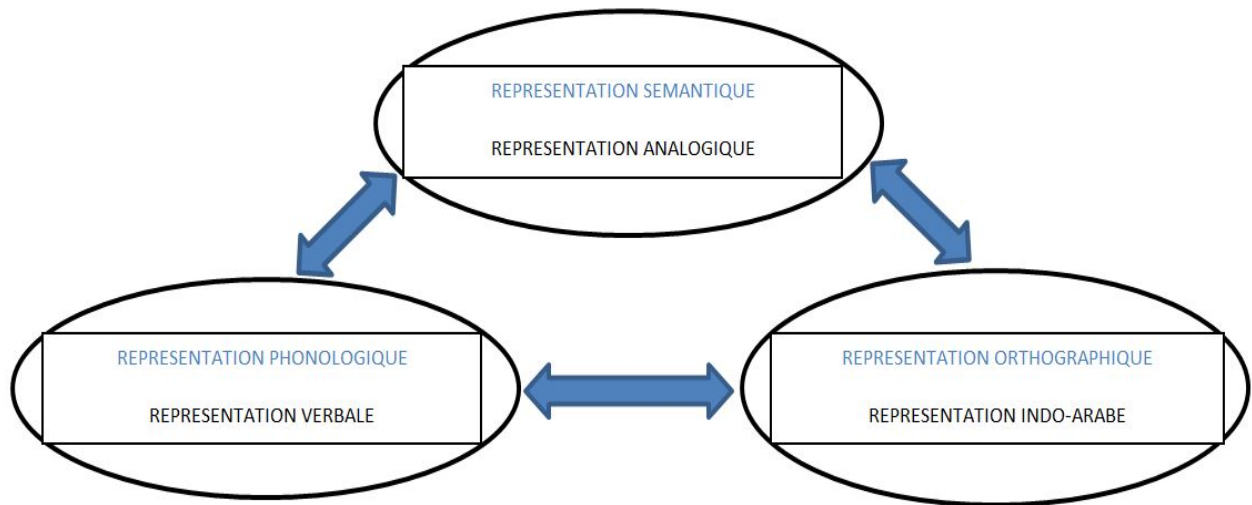 REPRESENTATION SEMANTIQUE
REPRESENTATION ANALOGIQUE
REPRESENTATION PHONOLOGIQUE
REPRESENTATION VERBALE
REPRESENTATION ORTHOGRAPHIQUE
REPRESENTATION INDO-ARABE